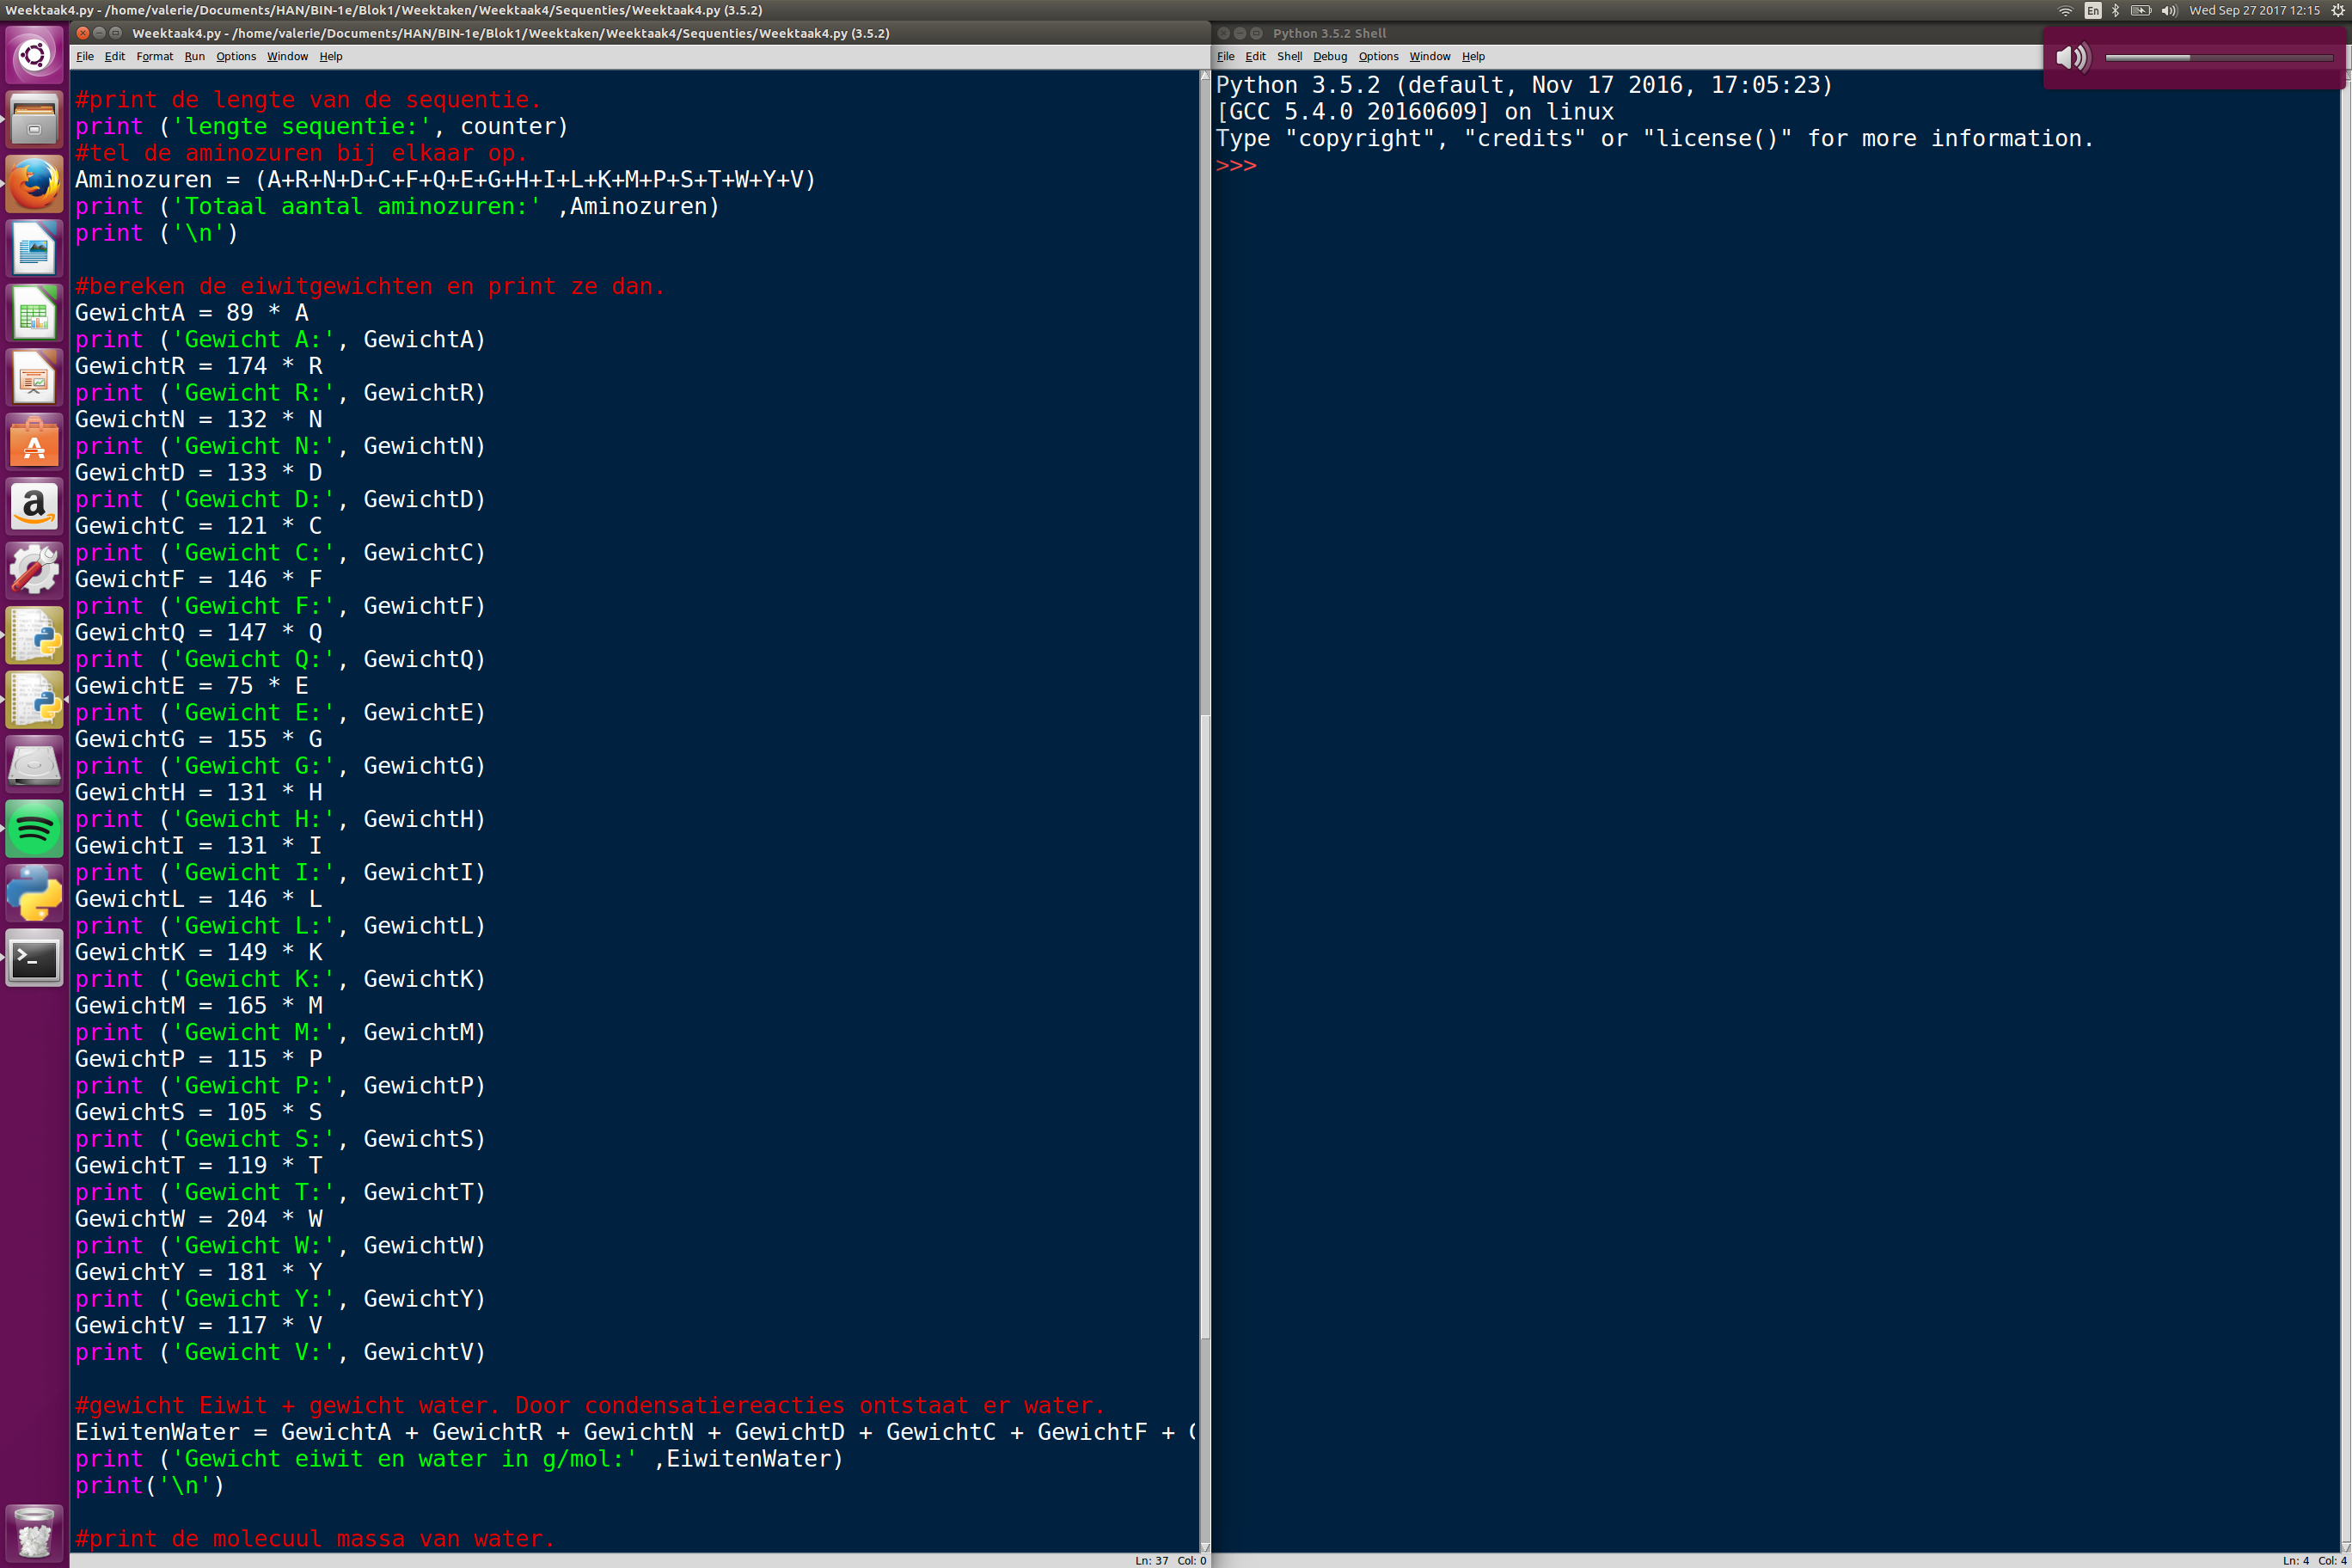 Weektaak4.py - /home/valerie/Documents/HAN/BIN-1e/Blok1/Weektaken/Weektaak4/Sequenties/Weektaak4.py (3.5.2)
En
Wed Sep 27 2017 12:15
Weektaak4.py - /home/valerie/Documents/HAN/BIN-1e/Blok1/Weektaken/Weektaak4/Sequenties/Weektaak4.py (3.5.2)
File Edit Format Run Options Window Help
#print de lengte van de sequentie.
print ('lengte sequentie:', counter)
#tel de aminozuren bij elkaar op.
Aminozuren = (A+R+N+D+C+F+Q+E+G+H+I+L+K+M+P+S+T+W+Y+V)
print ('Totaal aantal aminozuren:' ,Aminozuren)
print ('\n')
#bereken de eiwitgewichten en print ze dan.
GewichtA = 89 * A
print ('Gewicht A:', GewichtA)
GewichtR = 174 * R
print ('Gewicht R:', GewichtR)
GewichtN = 132 * N
print ('Gewicht N:', GewichtN)
GewichtD = 133 * D
print ('Gewicht D:', GewichtD)
GewichtC = 121 * C
print ('Gewicht C:', GewichtC)
GewichtF = 146 * F
print ('Gewicht F:', GewichtF)
GewichtQ = 147 * Q
print ('Gewicht Q:', GewichtQ)
GewichtE = 75 * E
print ('Gewicht E:', GewichtE)
GewichtG = 155 * G
print ('Gewicht G:', GewichtG)
GewichtH = 131 * H
print ('Gewicht H:', GewichtH)
GewichtI = 131 * I
print ('Gewicht I:', GewichtI)
GewichtL = 146 * L
print ('Gewicht L:', GewichtL)
GewichtK = 149 * K
print ('Gewicht K:', GewichtK)
GewichtM = 165 * M
print ('Gewicht M:', GewichtM)
GewichtP = 115 * P
print ('Gewicht P:', GewichtP)
GewichtS = 105 * S
print ('Gewicht S:', GewichtS)
GewichtT = 119 * T
print ('Gewicht T:', GewichtT)
GewichtW = 204 * W
print ('Gewicht W:', GewichtW)
GewichtY = 181 * Y
print ('Gewicht Y:', GewichtY)
GewichtV = 117 * V
print ('Gewicht V:', GewichtV)
#gewicht Eiwit + gewicht water. Door condensatiereacties ontstaat er water.
EiwitenWater = GewichtA + GewichtR + GewichtN + GewichtD + GewichtC + GewichtF +
print ('Gewicht eiwit en water in g/mol:' ,EiwitenWater)
print('\n')
#print de molecuul massa van water.
Ln: 37 Col: 0
Python 3.5.2 Shell
File Edit Shell Debug Options Window Help
Python 3.5.2 (default, Nov 17 2016, 17:05:23)
[GCC 5.4.0 20160609] on linux
Type "copyright", "credits" or "license()" for more information.
>>>
Ln: 4 Col: 4